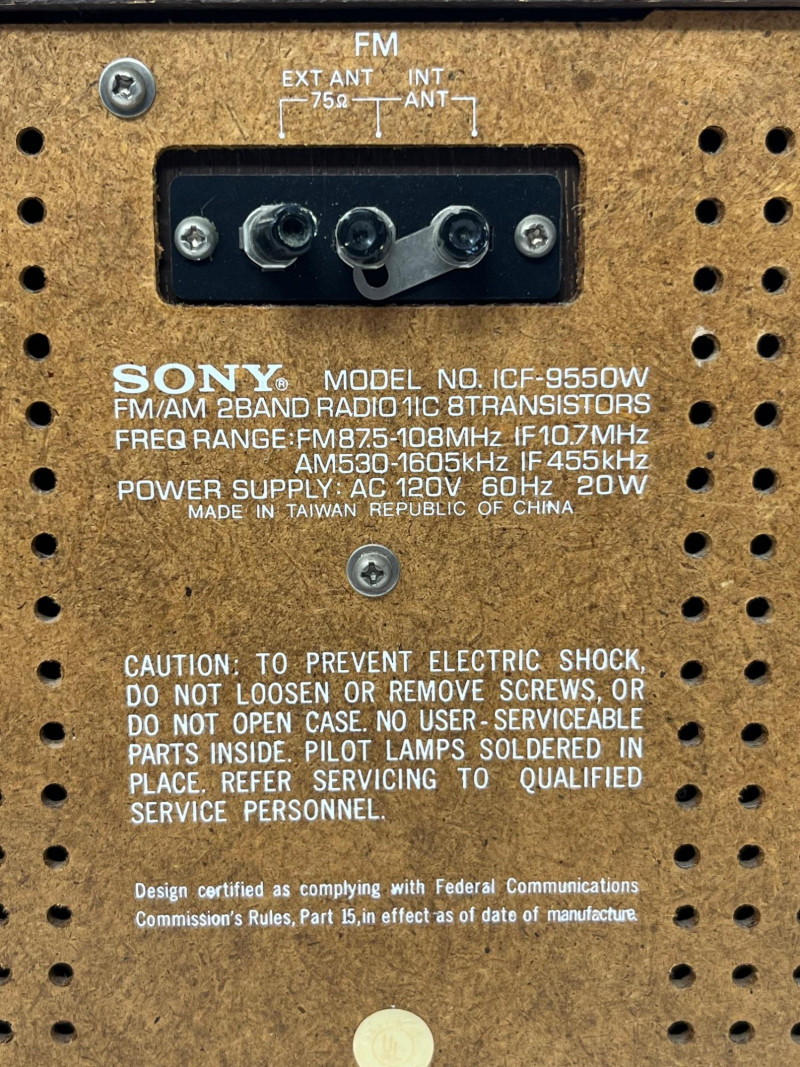 FM
EXT ANT INT
75Ω ANT
SONY® MODEL NO. ICF-9550W
FM/AM 2BAND RADIO 1IC 8TRANSISTORS
FREQ RANGE:FM87.5-108MHz IF10.7MHz
AM530-1605kHz IF 455kHz
POWER SUPPLY: AC 120V 60Hz 20W
MADE IN TAIWAN REPUBLIC OF CHINA
CAUTION: TO PREVENT ELECTRIC SHOCK,
DO NOT LOOSEN OR REMOVE SCREWS, OR
DO NOT OPEN CASE. NO USER-SERVICEABLE
PARTS INSIDE. PILOT LAMPS SOLDERED IN
PLACE. REFER SERVICING TO QUALIFIED
SERVICE PERSONNEL.
Design certified as complying with Federal Communications
Commission's Rules, Part 15, in effect as of date of manufacture.
UL